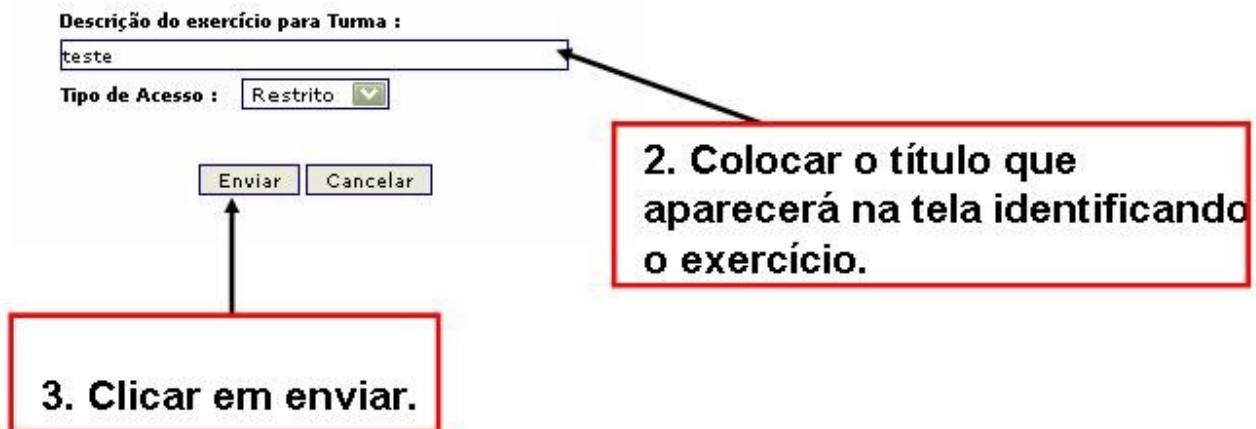 Descrição do exercício para Turma :
teste
Tipo de Acesso : Restrito
Enviar Cancelar
2. Colocar o título que
aparecerá na tela identificando
o exercício.
3. Clicar em enviar.